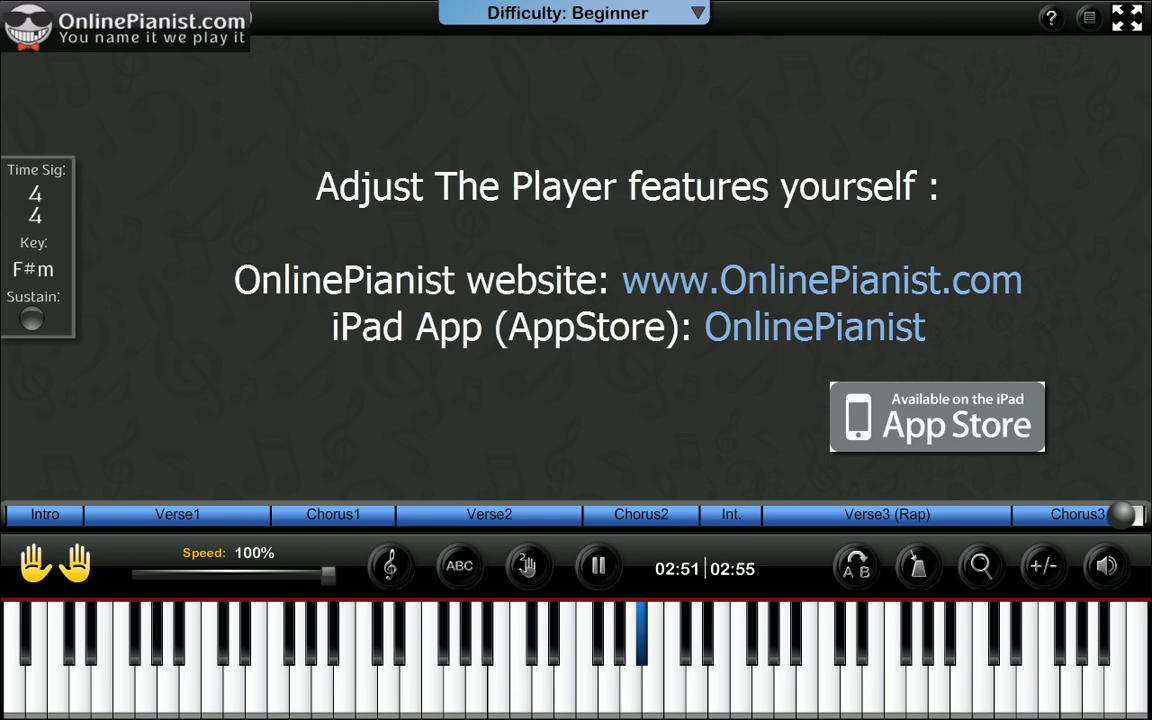 OnlinePianist.com
You name it we play it
Difficulty: Beginner
?
Time Sig:
4
4
Key:
F#m
Sustain:
Adjust The Player features yourself :
OnlinePianist website: www.OnlinePianist.com
iPad App (AppStore): OnlinePianist
Available on the iPad
App Store
Intro Verse1 Chorus1 Verse2 Chorus2 Int. Verse3 (Rap) Chorus3
Speed: 100%
ABC
2
02:51 02:55
A B
+/-